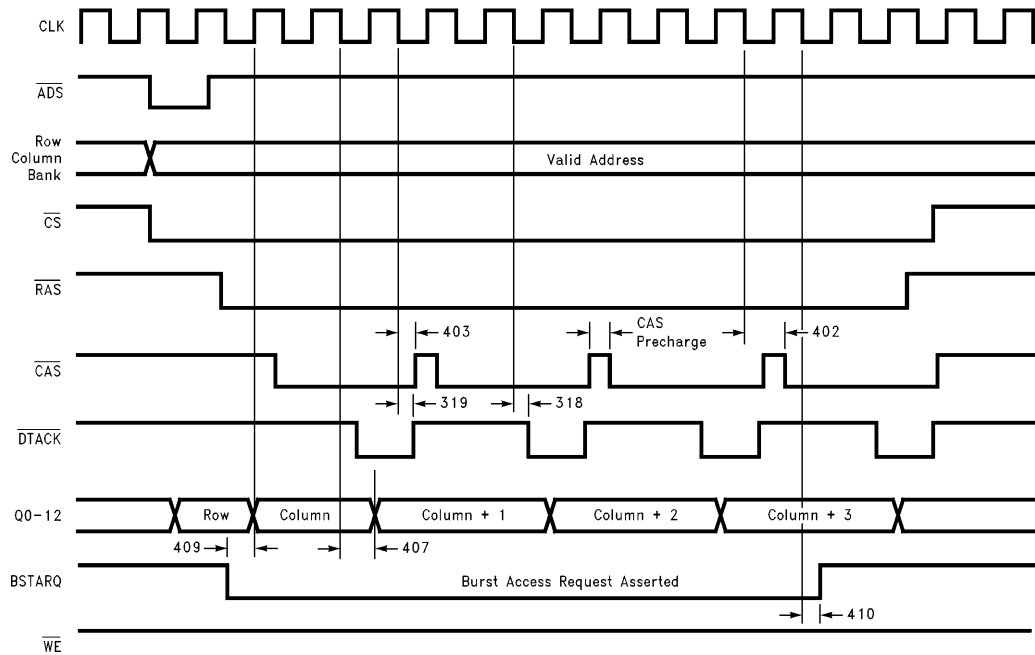 CLK
ADS
Row
Column
Bank
Valid Address
CS
RAS
403
CAS
Precharge
402
CAS
319
318
DTACK
Q0-12
Row
Column
Column + 1
Column + 2
Column + 3
409
407
BSTARQ
Burst Access Request Asserted
410
WE